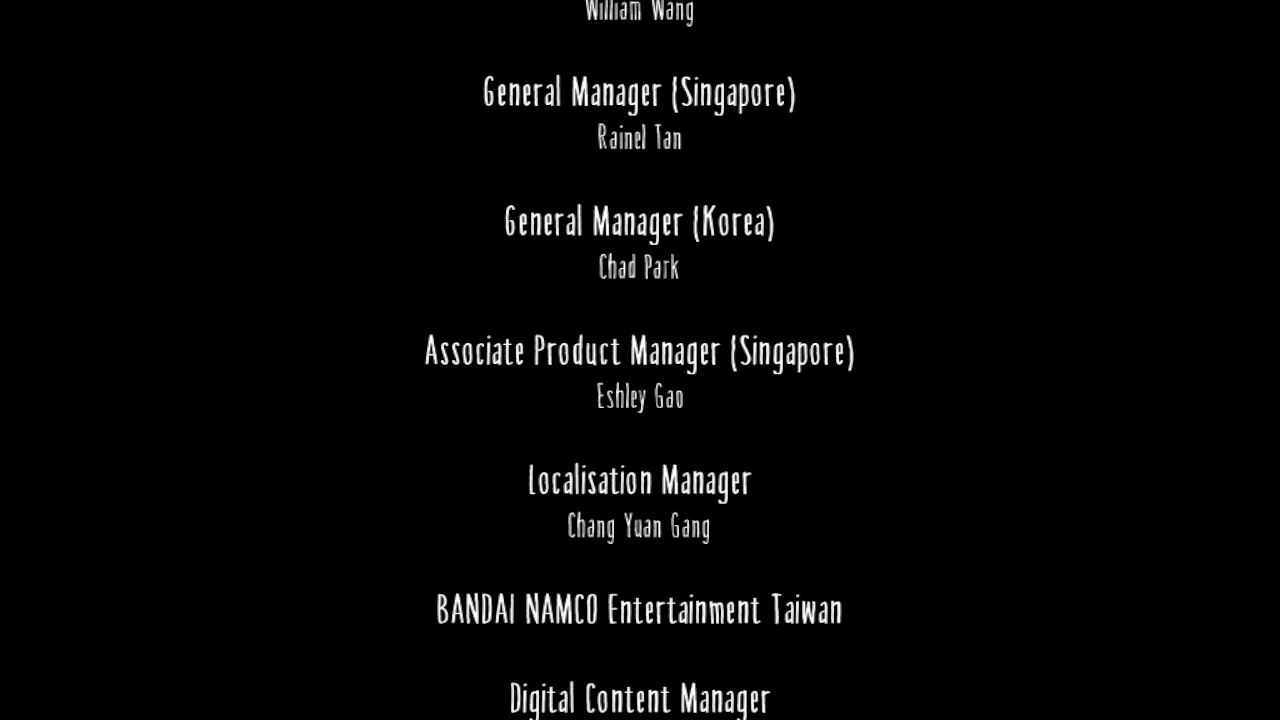 William Wang
General Manager (Singapore)
Rainel Tan
General Manager (Korea)
Chad Park
Associate Product Manager (Singapore)
Eshley Gao
Localisation Manager
Chang Yuan Gang
BANDAI NAMCO Entertainment Taiwan
Digital Content Manager